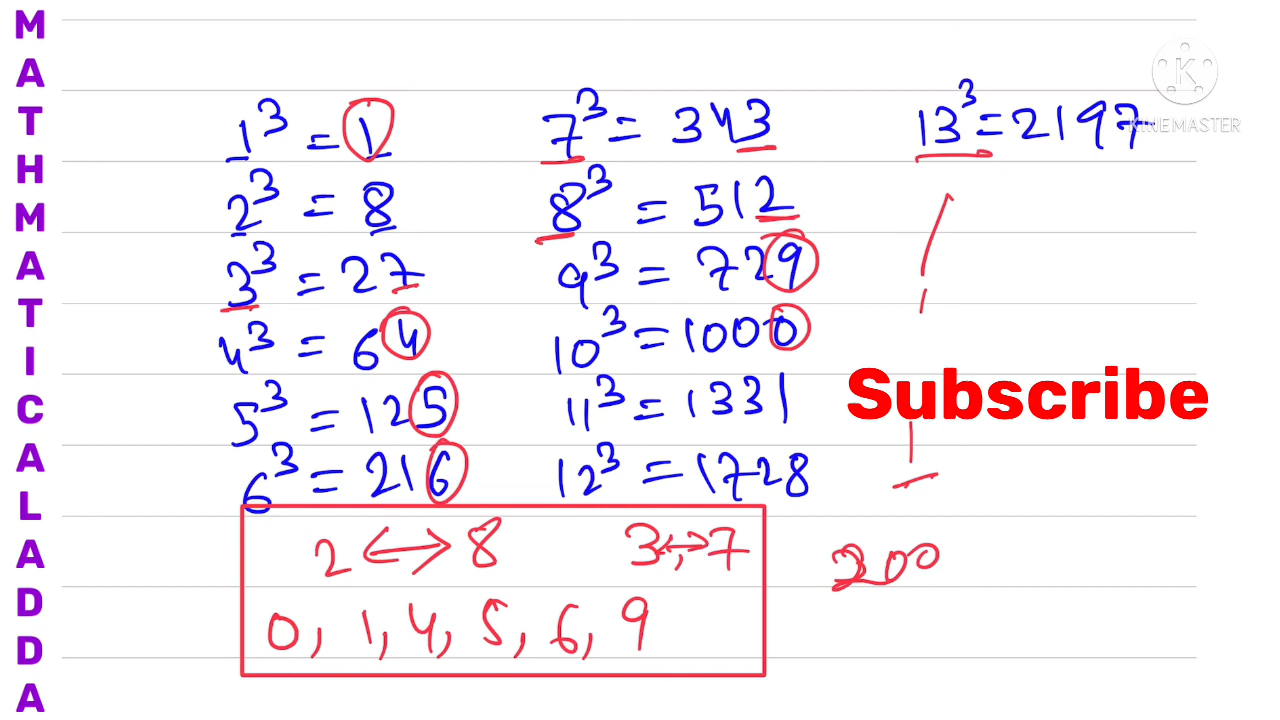 MATHMATICAL ADDA
1³ = 1
2³ = 8
3³ = 27
4³ = 64
5³ = 125
6³ = 216
7³ = 343
8³ = 512
9³ = 729
10³ = 1000
11³ = 1331
12³ = 1728
13³ = 2197
KINEMASTER
Subscribe
2 ↔ 8 3 ↔ 7
0, 1, 4, 5, 6, 9
200